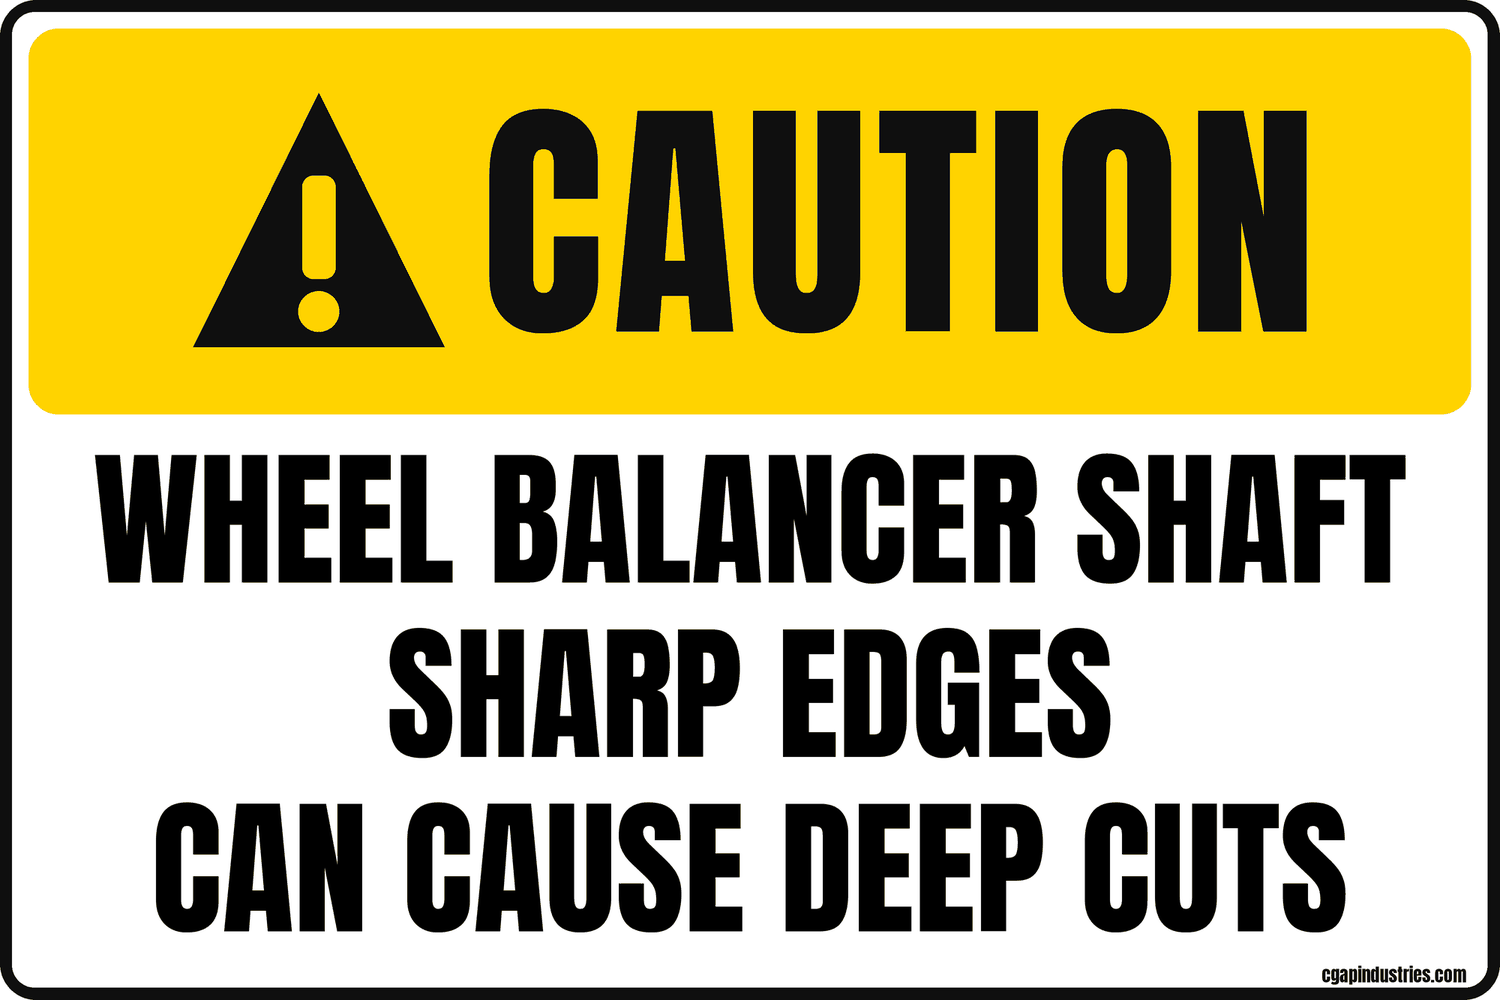 CAUTION
WHEEL BALANCER SHAFT
SHARP EDGES
CAN CAUSE DEEP CUTS
cgapindustries.com